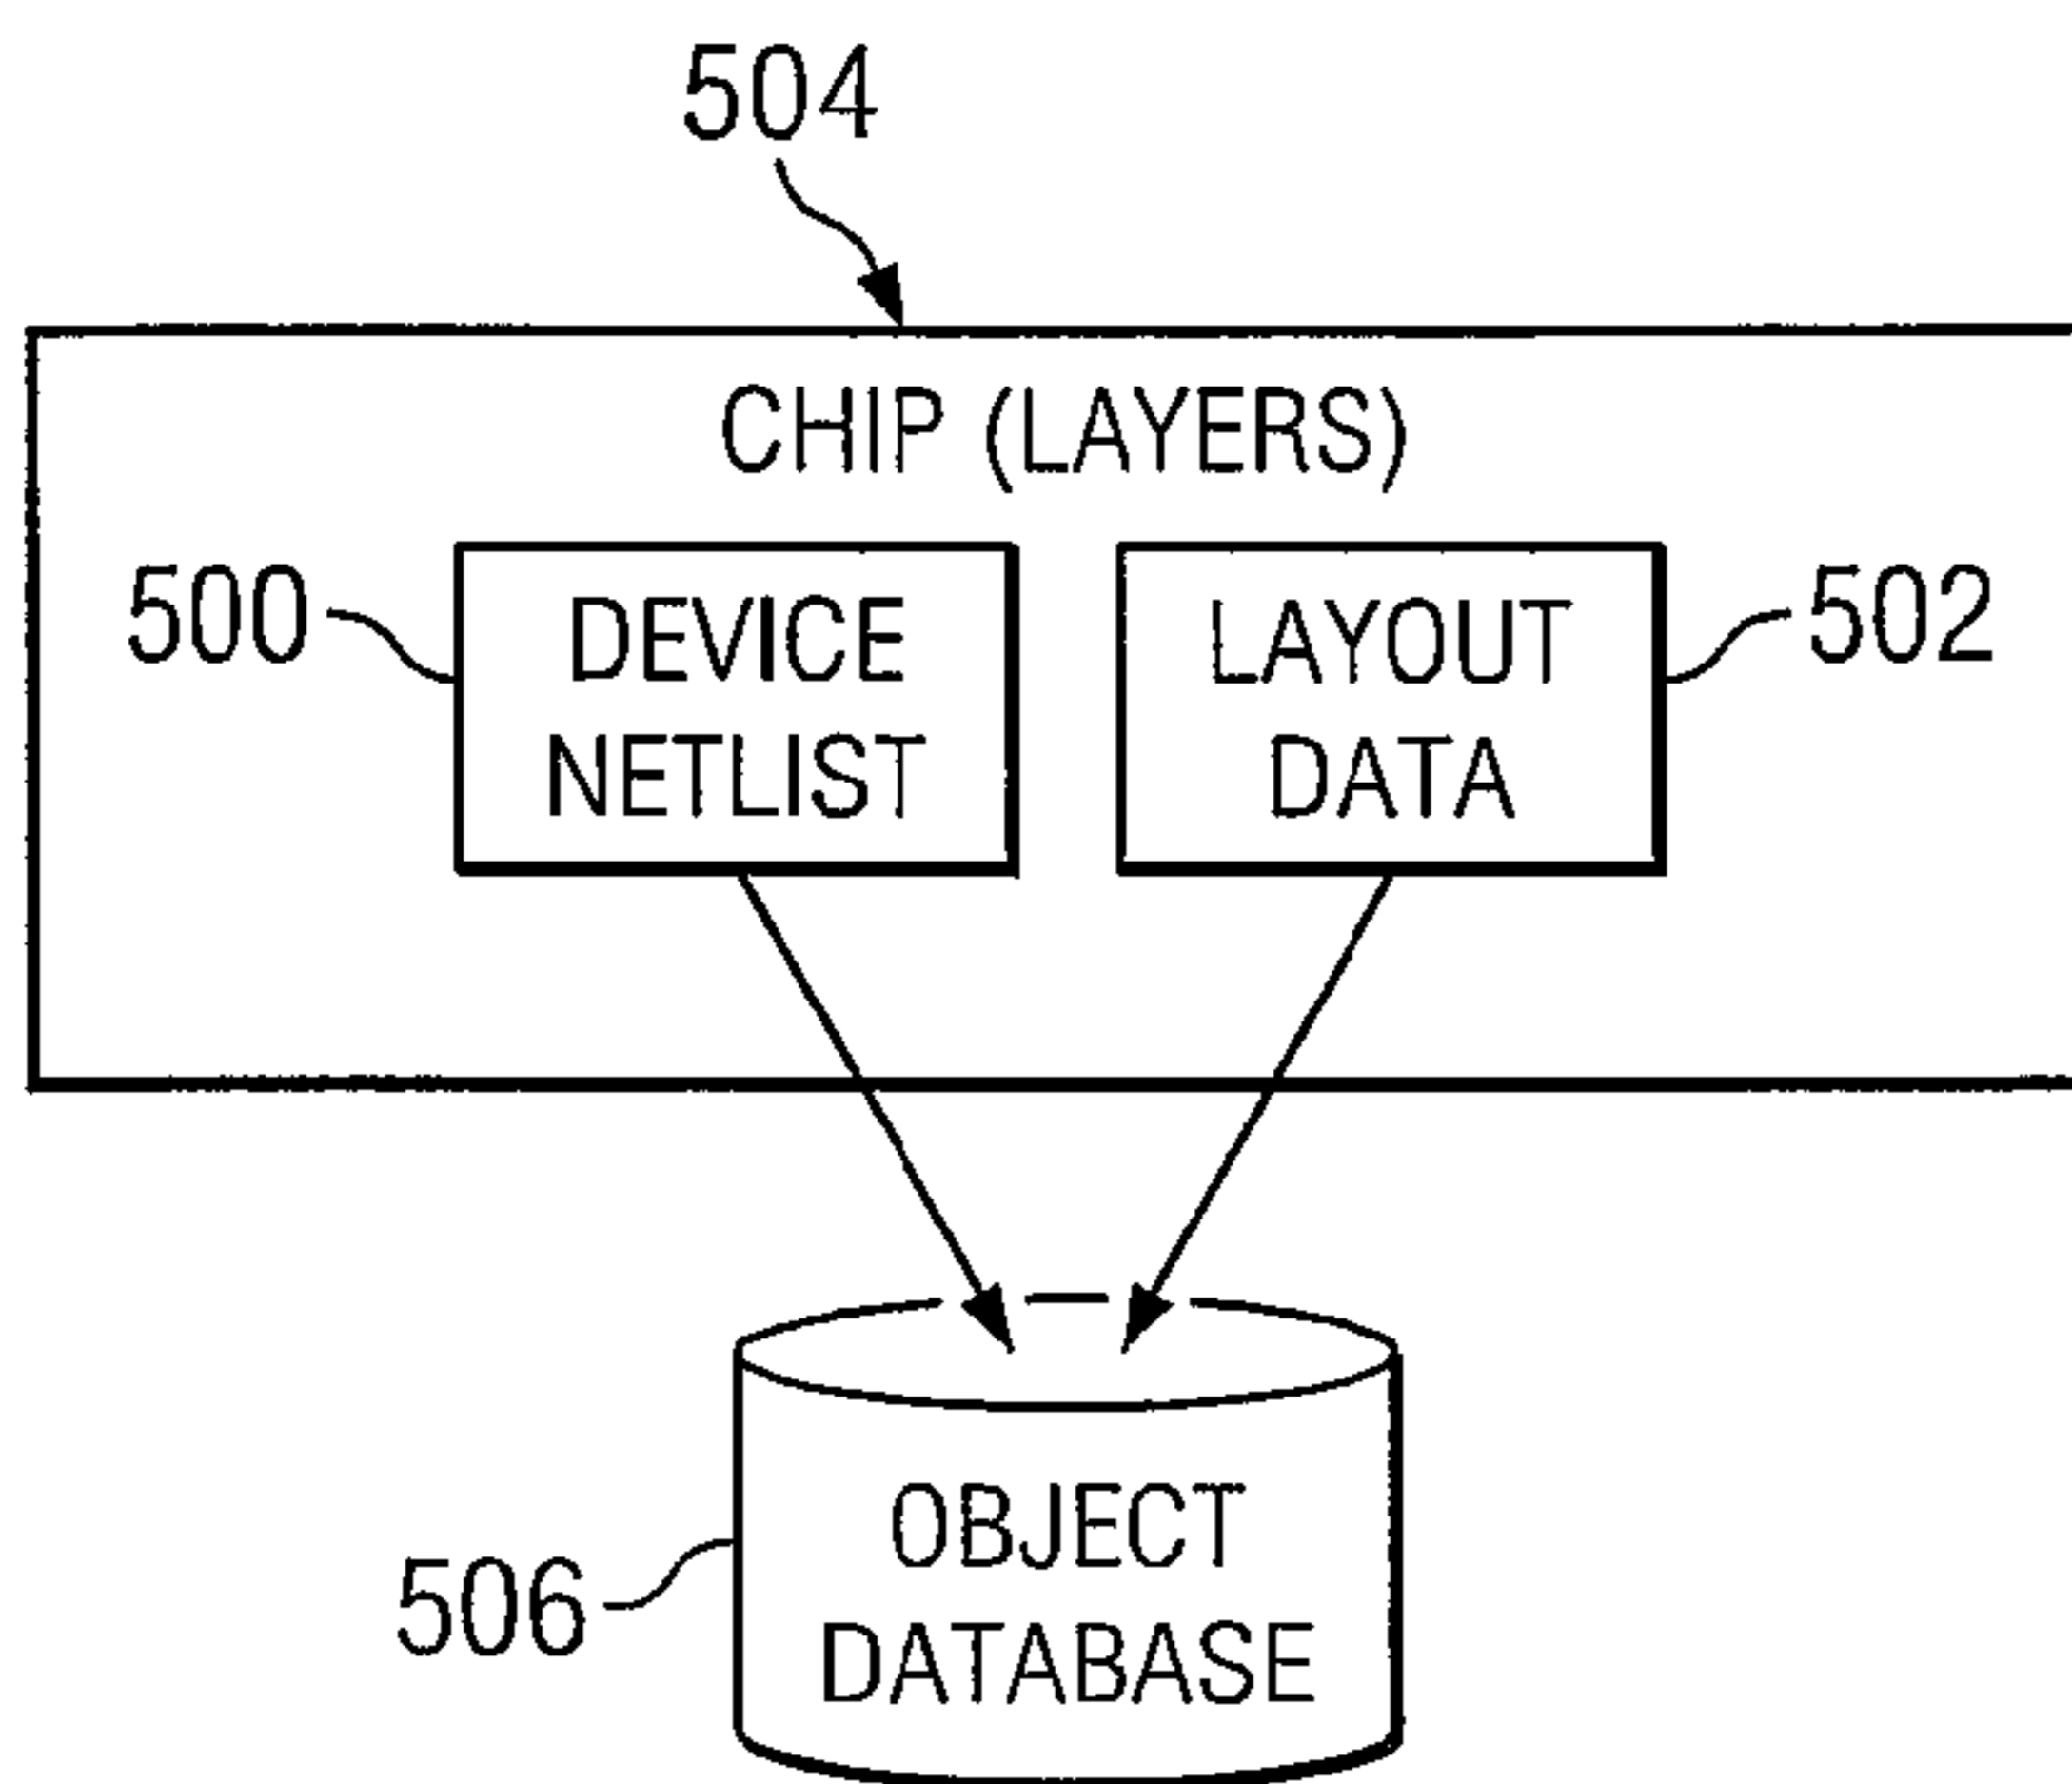 504
CHIP (LAYERS)
500
DEVICE
NETLIST
LAYOUT
DATA
502
506
OBJECT
DATABASE